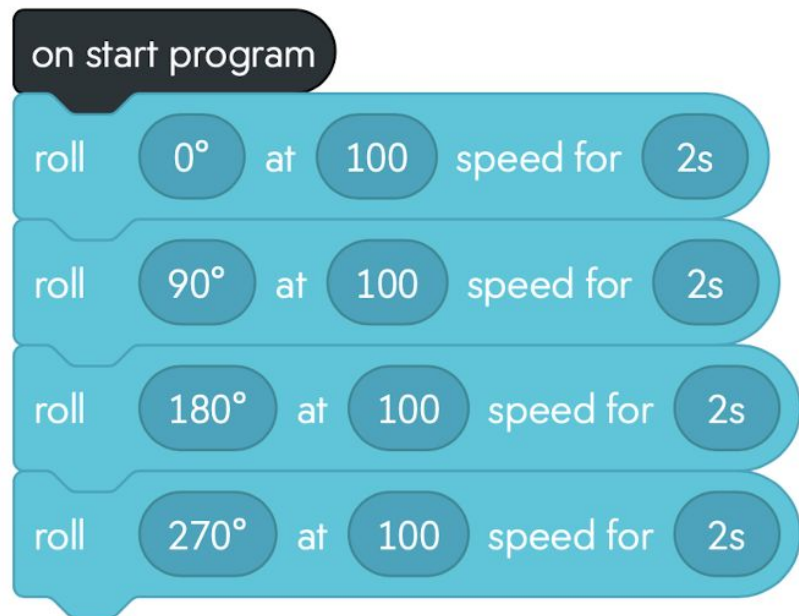 on start program
roll 0° at 100 speed for 2s
roll 90° at 100 speed for 2s
roll 180° at 100 speed for 2s
roll 270° at 100 speed for 2s